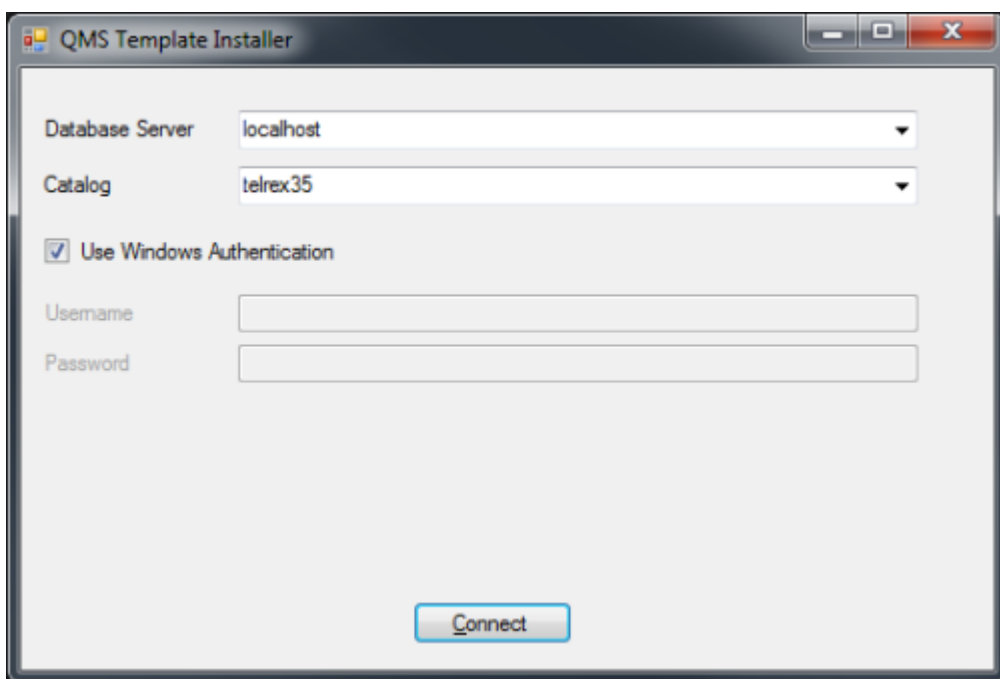 QMS Template Installer
Database Server localhost
Catalog telrex35
Use Windows Authentication
Username
Password
Connect